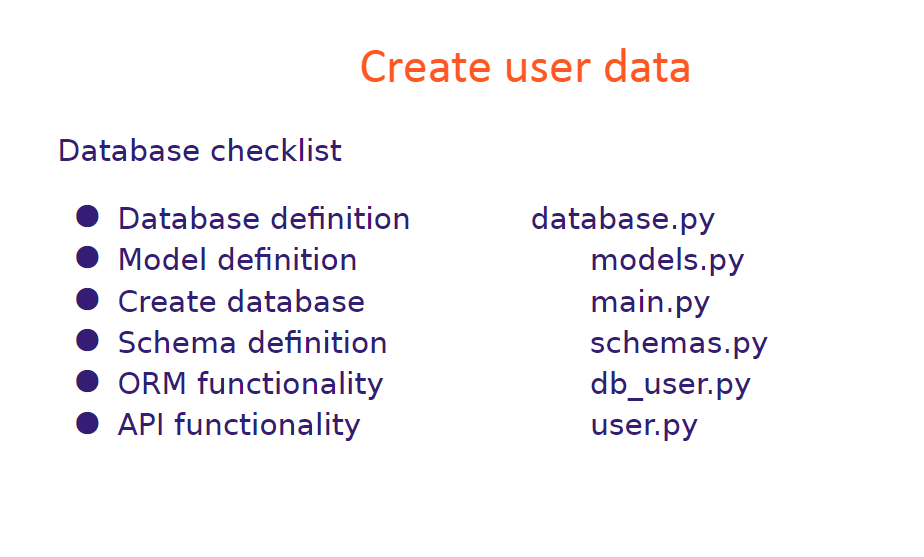 Create user data
Database checklist
● Database definition database.py
● Model definition models.py
● Create database main.py
● Schema definition schemas.py
● ORM functionality db_user.py
● API functionality user.py